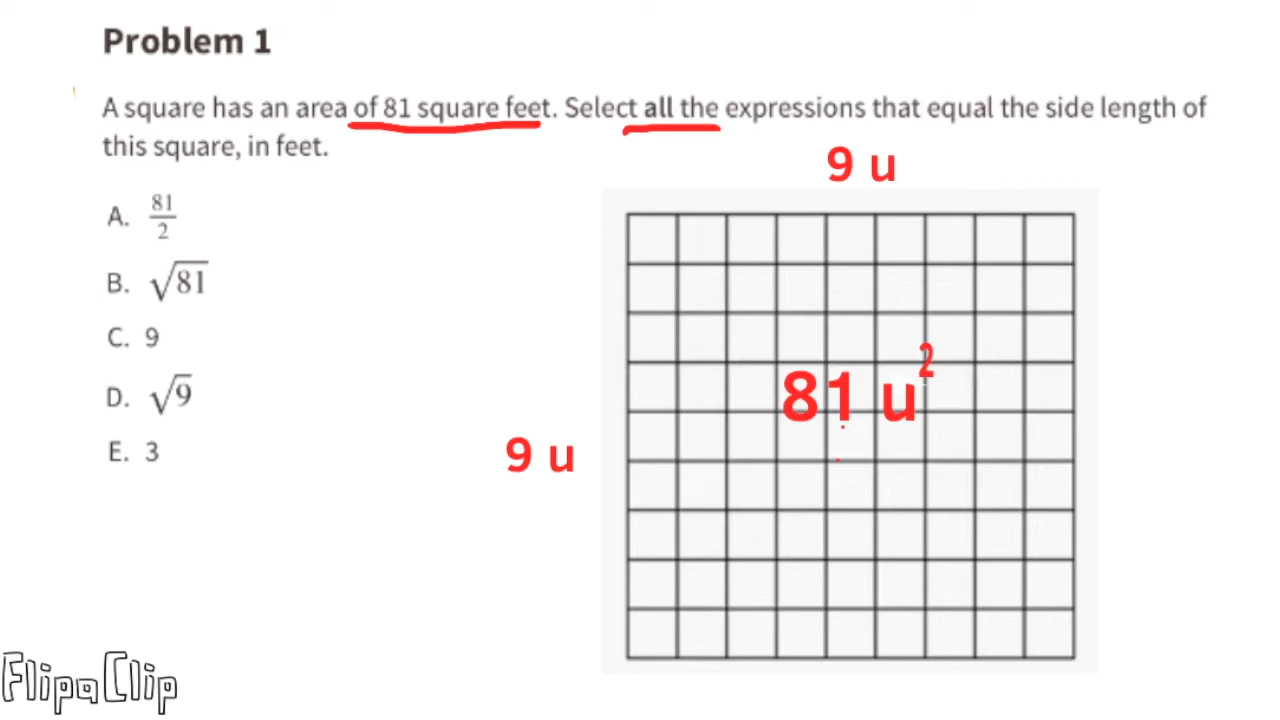 Problem 1
A square has an area of 81 square feet. Select all the expressions that equal the side length of
this square, in feet.
9 u
A. 81/2
B. √81
C. 9
D. √9
E. 3
81 u²
9 u
FlipaClip